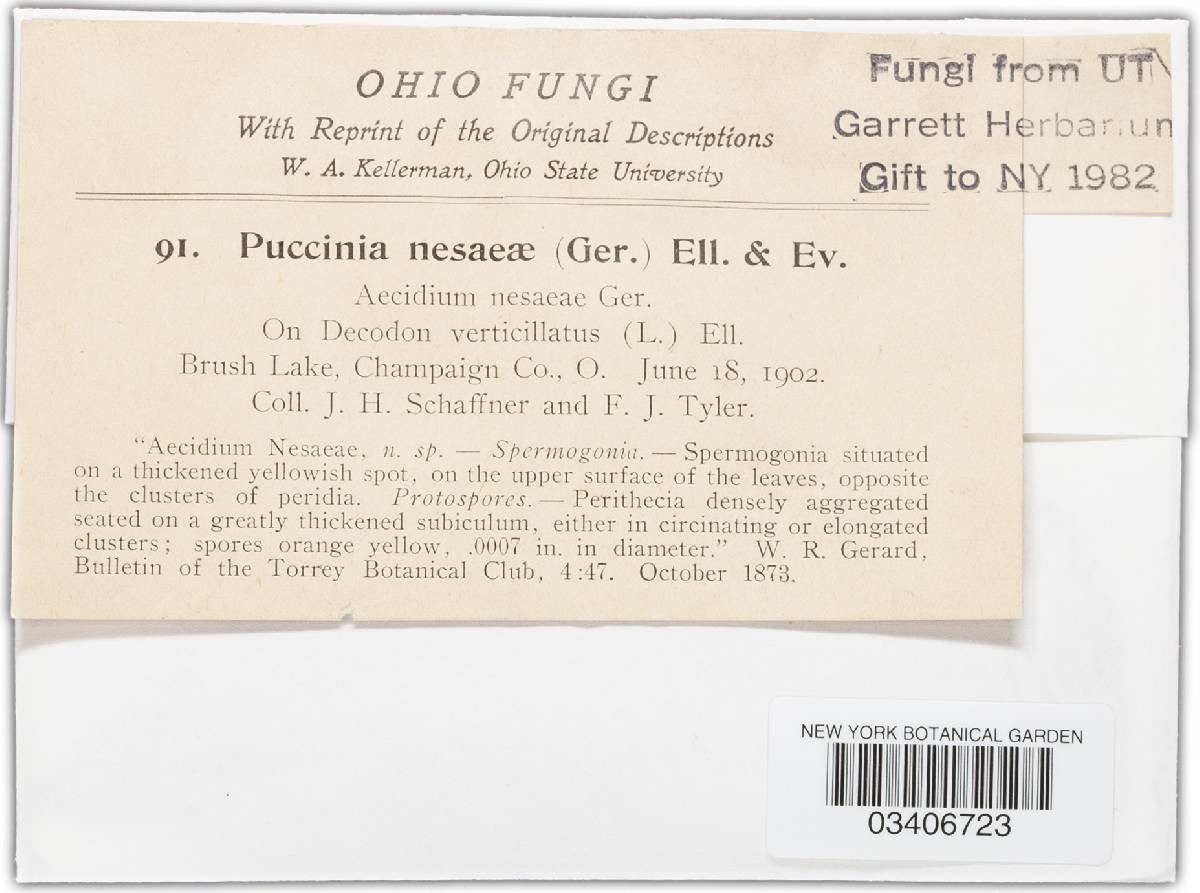 OHIO FUNGI
With Reprint of the Original Descriptions
W. A. Kellerman, Ohio State University
Fungi from UT
Garrett Herbariun
Gift to NY 1982
91. Puccinia nesaeæ (Ger.) Ell. & Ev.
Aecidium nesaeae Ger.
On Decodon verticillatus (L.) Ell.
Brush Lake, Champaign Co., O. June 18, 1902.
Coll. J. H. Schaffner and F. J. Tyler.
"Aecidium Nesaeae, n. sp. — Spermogonia. — Spermogonia situated
on a thickened yellowish spot, on the upper surface of the leaves, opposite
the clusters of peridia. Protospores. — Perithecia densely aggregated
seated on a greatly thickened subiculum, either in circinating or elongated
clusters; spores orange yellow, .0007 in. in diameter." W. R. Gerard,
Bulletin of the Torrey Botanical Club, 4:47. October 1873.
NEW YORK BOTANICAL GARDEN
03406723